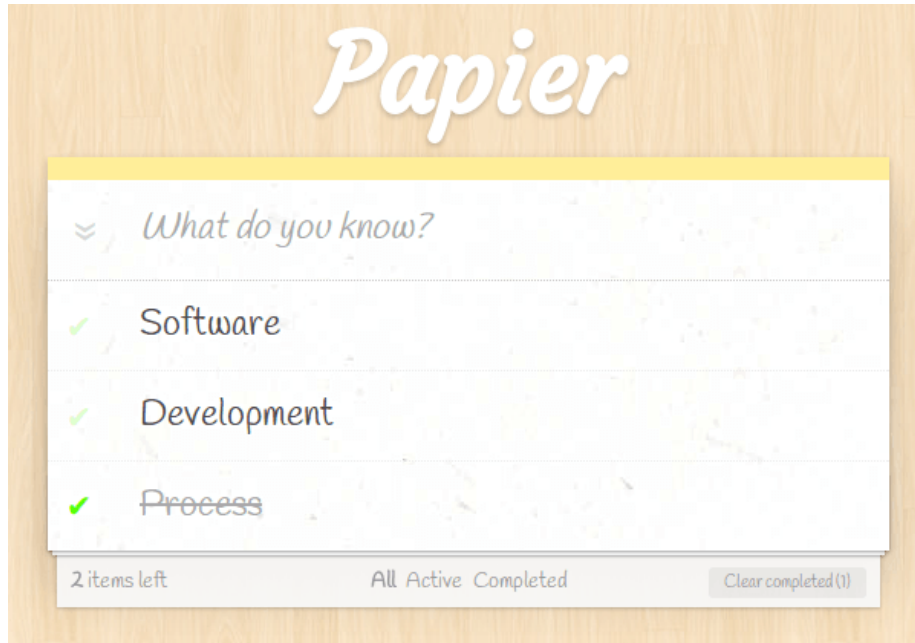 Papier
What do you know?
Software
Development
Process
2 items left All Active Completed Clear completed (1)